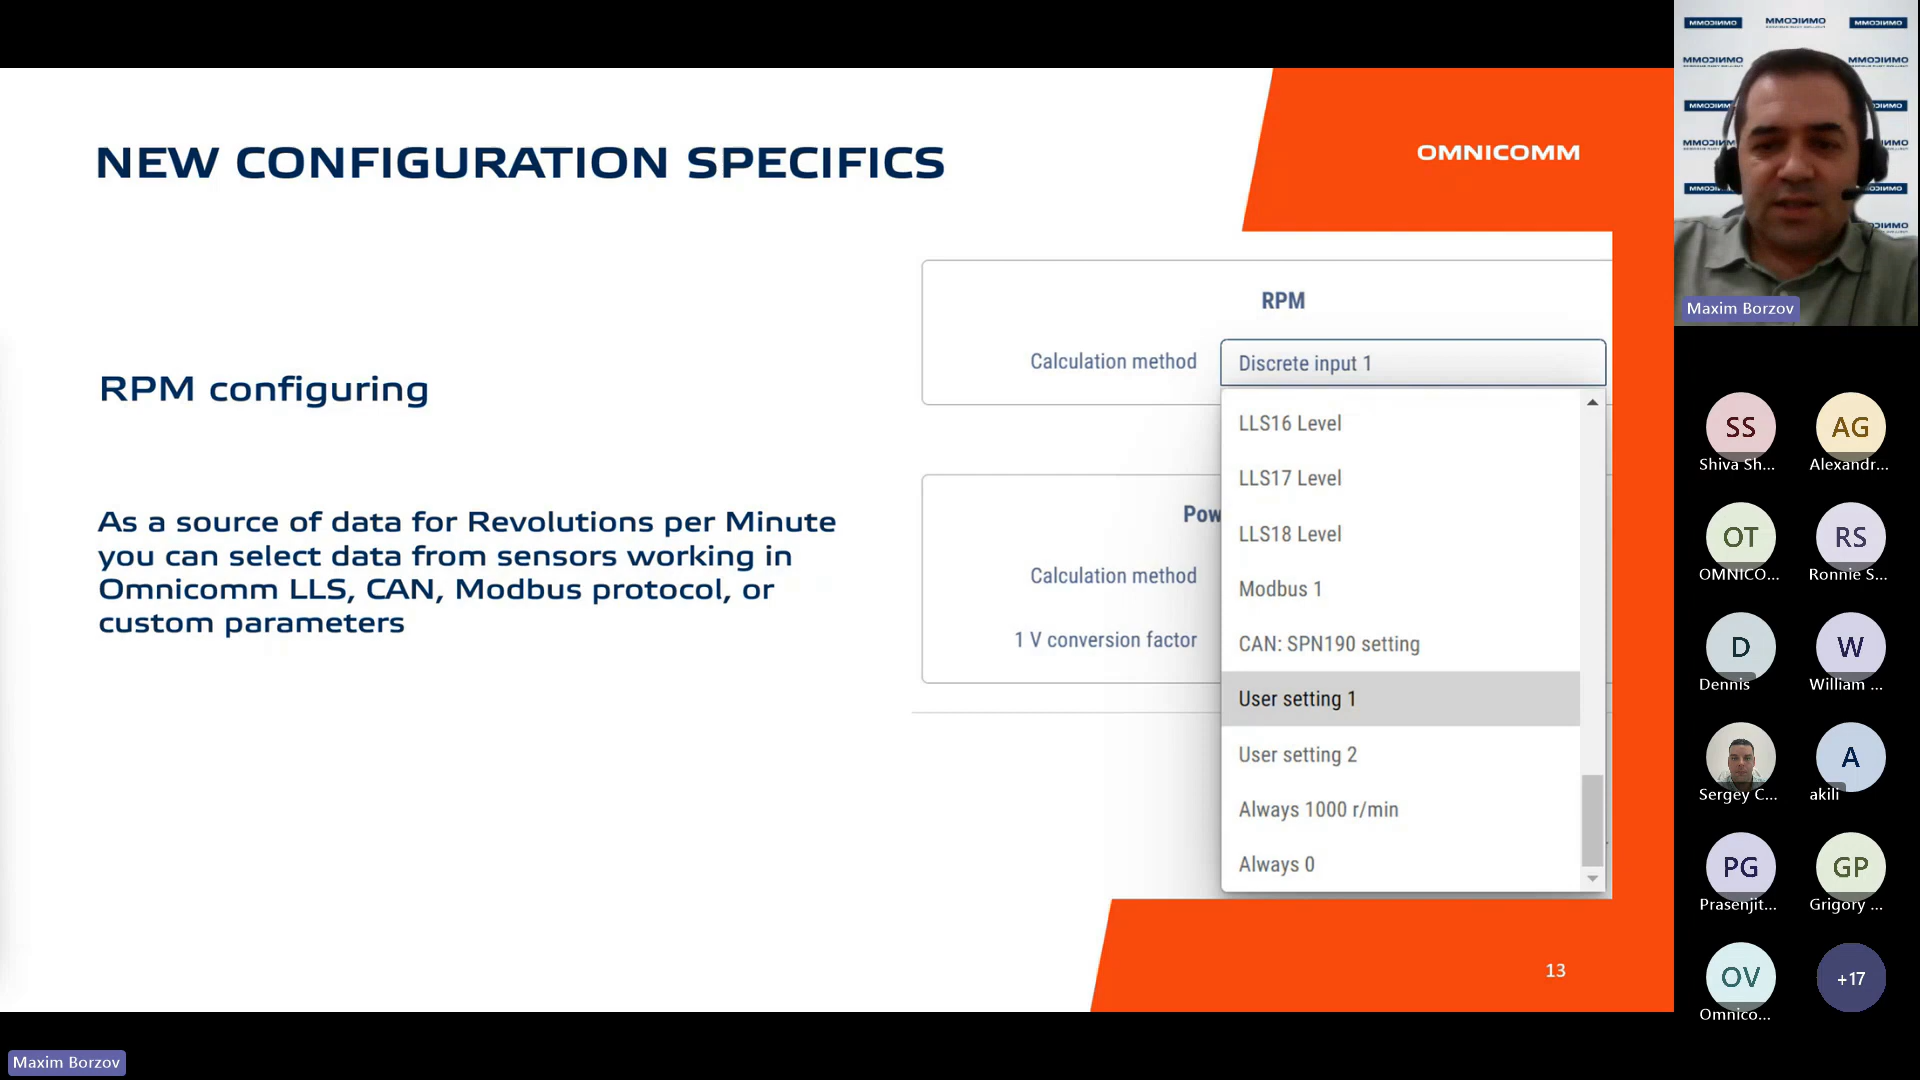 NEW CONFIGURATION SPECIFICS
OMNICOMM
RPM configuring
As a source of data for Revolutions per Minute
you can select data from sensors working in
Omnicomm LLS, CAN, Modbus protocol, or
custom parameters
RPM
Calculation method
Discrete input 1
LLS16 Level
LLS17 Level
LLS18 Level
Modbus 1
CAN: SPN190 setting
User setting 1
User setting 2
Always 1000 r/min
Always 0
Pow
Calculation method
1 V conversion factor
13
Maxim Borzov
SS
Shiva Sh...
AG
Alexandr...
OT
OMNICO...
RS
Ronnie S...
D
Dennis
W
William ...
Sergey C...
A
akili
PG
Prasenjit...
GP
Grigory ...
OV
Omnico...
+17
Maxim Borzov